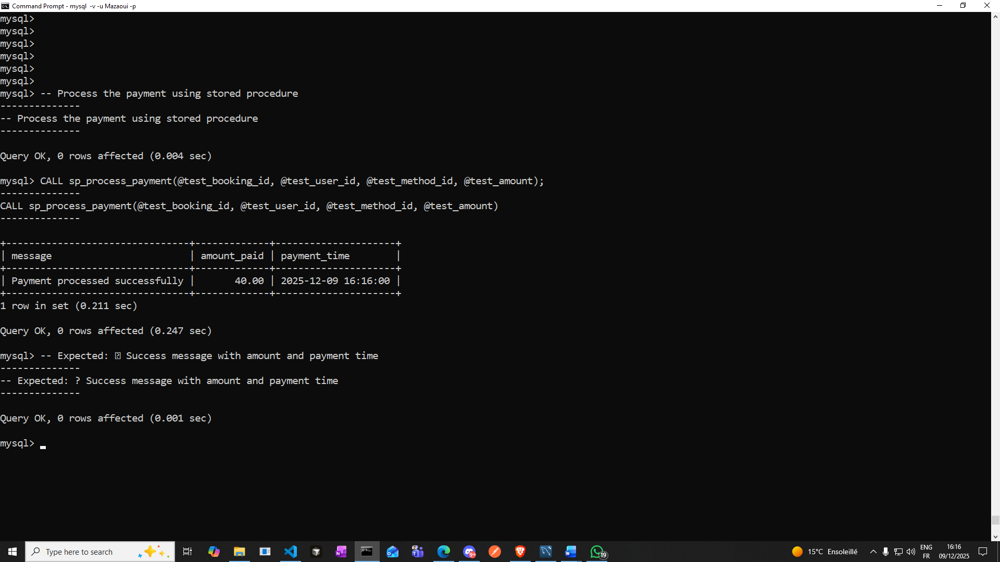 Command Prompt - mysql  -v -u Mazaoui -p
mysql>
mysql>
mysql>
mysql>
mysql>
mysql>
mysql> -- Process the payment using stored procedure
--------------
-- Process the payment using stored procedure
--------------
Query OK, 0 rows affected (0.004 sec)
mysql> CALL sp_process_payment(@test_booking_id, @test_user_id, @test_method_id, @test_amount);
--------------
CALL sp_process_payment(@test_booking_id, @test_user_id, @test_method_id, @test_amount)
--------------
+--------------------------------+-------------+---------------------+
| message                        | amount_paid | payment_time        |
+--------------------------------+-------------+---------------------+
| Payment processed successfully |       40.00 | 2025-12-09 16:16:00 |
+--------------------------------+-------------+---------------------+
1 row in set (0.211 sec)
Query OK, 0 rows affected (0.247 sec)
mysql> -- Expected: ⍰ Success message with amount and payment time
--------------
-- Expected: ? Success message with amount and payment time
--------------
Query OK, 0 rows affected (0.001 sec)
mysql>
Type here to search
9+
19
15°C Ensoleillé
ENG
FR
16:16
09/12/2025